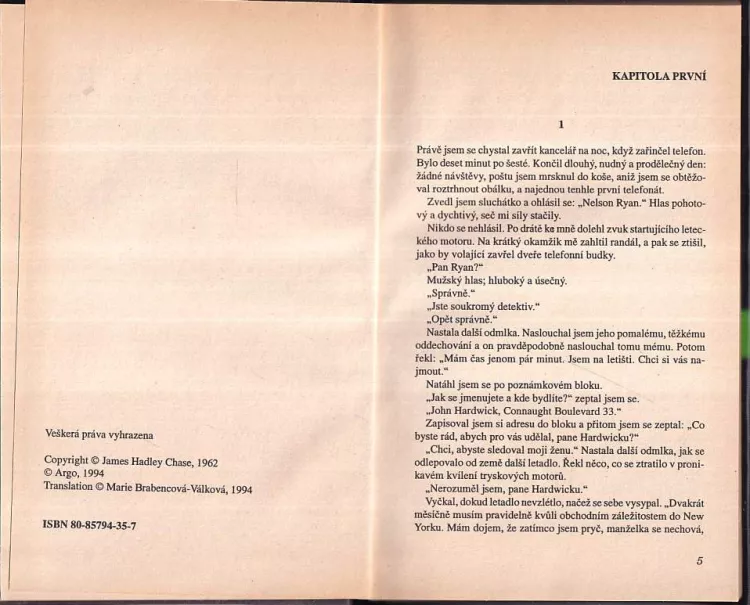 Veškerá práva vyhrazena
Copyright © James Hadley Chase, 1962
© Argo, 1994
Translation © Marie Brabencová-Válková, 1994
ISBN 80-85794-35-7
KAPITOLA PRVNÍ
1
Právě jsem se chystal zavřít kancelář na noc, když zařinčel telefon.
Bylo deset minut po šesté. Končil dlouhý, nudný a prodělečný den:
žádné návštěvy, poštu jsem mrsknul do koše, aniž jsem se obtěžo-
val roztrhnout obálku, a najednou tenhle první telefonát.
Zvedl jsem sluchátko a ohlásil se: „Nelson Ryan.“ Hlas pohoto-
vý a dychtivý, seč mi síly stačily.
Nikdo se nehlásil. Po drátě ke mně dolehl zvuk startujícího letec-
kého motoru. Na krátký okamžik mě zahltil randál, a pak se ztišil,
jako by volající zavřel dveře telefonní budky.
„Pan Ryan?“
Mužský hlas; hluboký a úsečný.
„Správně.“
„Jste soukromý detektiv.“
„Opět správně.“
Nastala další odmlka. Naslouchal jsem jeho pomalému, těžkému
oddechování a on pravděpodobně naslouchal tomu mému. Potom
řekl: „Mám čas jenom pár minut. Jsem na letišti. Chci si vás na-
jmout.“
Natáhl jsem se po poznámkovém bloku.
„Jak se jmenujete a kde bydlíte?“ zeptal jsem se.
„John Hardwick, Connaught Boulevard 33.“
Zapisoval jsem si adresu do bloku a přitom jsem se zeptal: „Co
byste rád, abych pro vás udělal, pane Hardwicku?“
„Chci, abyste sledoval moji ženu.“ Nastala další odmlka, jak se
odlepovalo od země další letadlo. Řekl něco, co se ztratilo v proni-
kavém kvílení tryskových motorů.
„Nerozuměl jsem, pane Hardwicku.“
Vyčkal, dokud letadlo nevzlétlo, načež ze sebe vysypal. „Dvakrát
měsíčně musím pravidelně kvůli obchodním záležitostem do New
Yorku. Mám dojem, že zatímco jsem pryč, manželka se nechová,
5